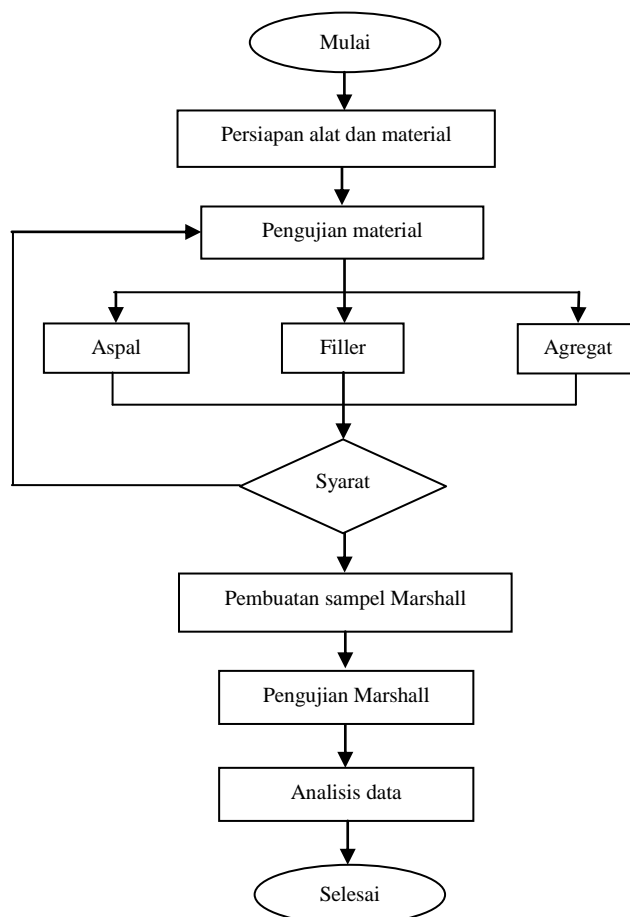 Mulai
Persiapan alat dan material
Pengujian material
Aspal
Filler
Agregat
Syarat
Pembuatan sampel Marshall
Pengujian Marshall
Analisis data
Selesai